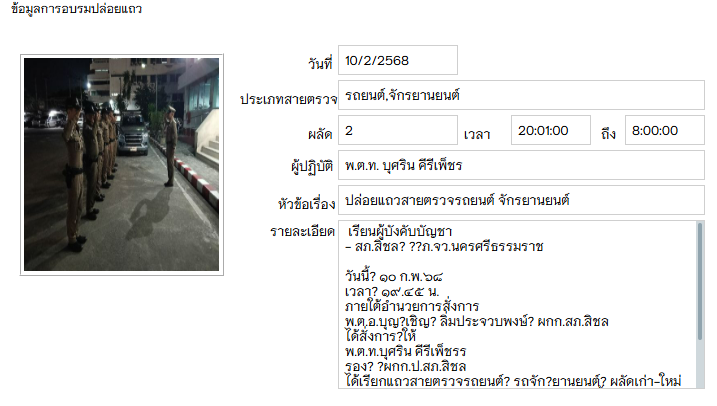 ข้อมูลการอบรมปล่อยแถว
วันที่ 10/2/2568
ประเภทสายตรวจ รถยนต์,จักรยานยนต์
ผลัด 2 เวลา 20:01:00 ถึง 8:00:00
ผู้ปฏิบัติ พ.ต.ท. บุศริน คีรีเพ็ชร
หัวข้อเรื่อง ปล่อยแถวสายตรวจรถยนต์ จักรยานยนต์
รายละเอียด เรียนผู้บังคับบัญชา
- สภ.สิชล? ??ภ.จว.นครศรีธรรมราช
วันนี้? ๑๐ ก.พ.๖๘
เวลา? ๑๙.๔๕ น.
ภายใต้อำนวยการสั่งการ
พ.ต.อ.บุญ?เชิญ? ลิ่มประจวบพงษ์? ผกก.สภ.สิชล
ได้สั่งการ?ให้
พ.ต.ท.บุศริน คีรีเพ็ชรร
รอง? ?ผกก.ป.สภ.สิชล
ได้เรียกแถวสายตรวจรถยนต์? รถจัก?ยานยนต์? ผลัดเก่า-ใหม่